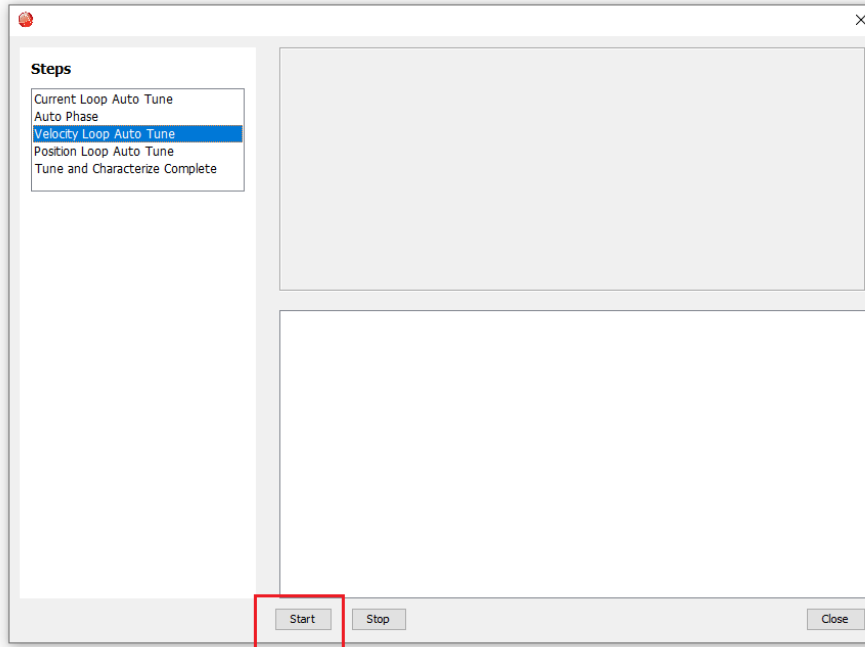 Steps
Current Loop Auto Tune
Auto Phase
Velocity Loop Auto Tune
Position Loop Auto Tune
Tune and Characterize Complete
Start
Stop
Close